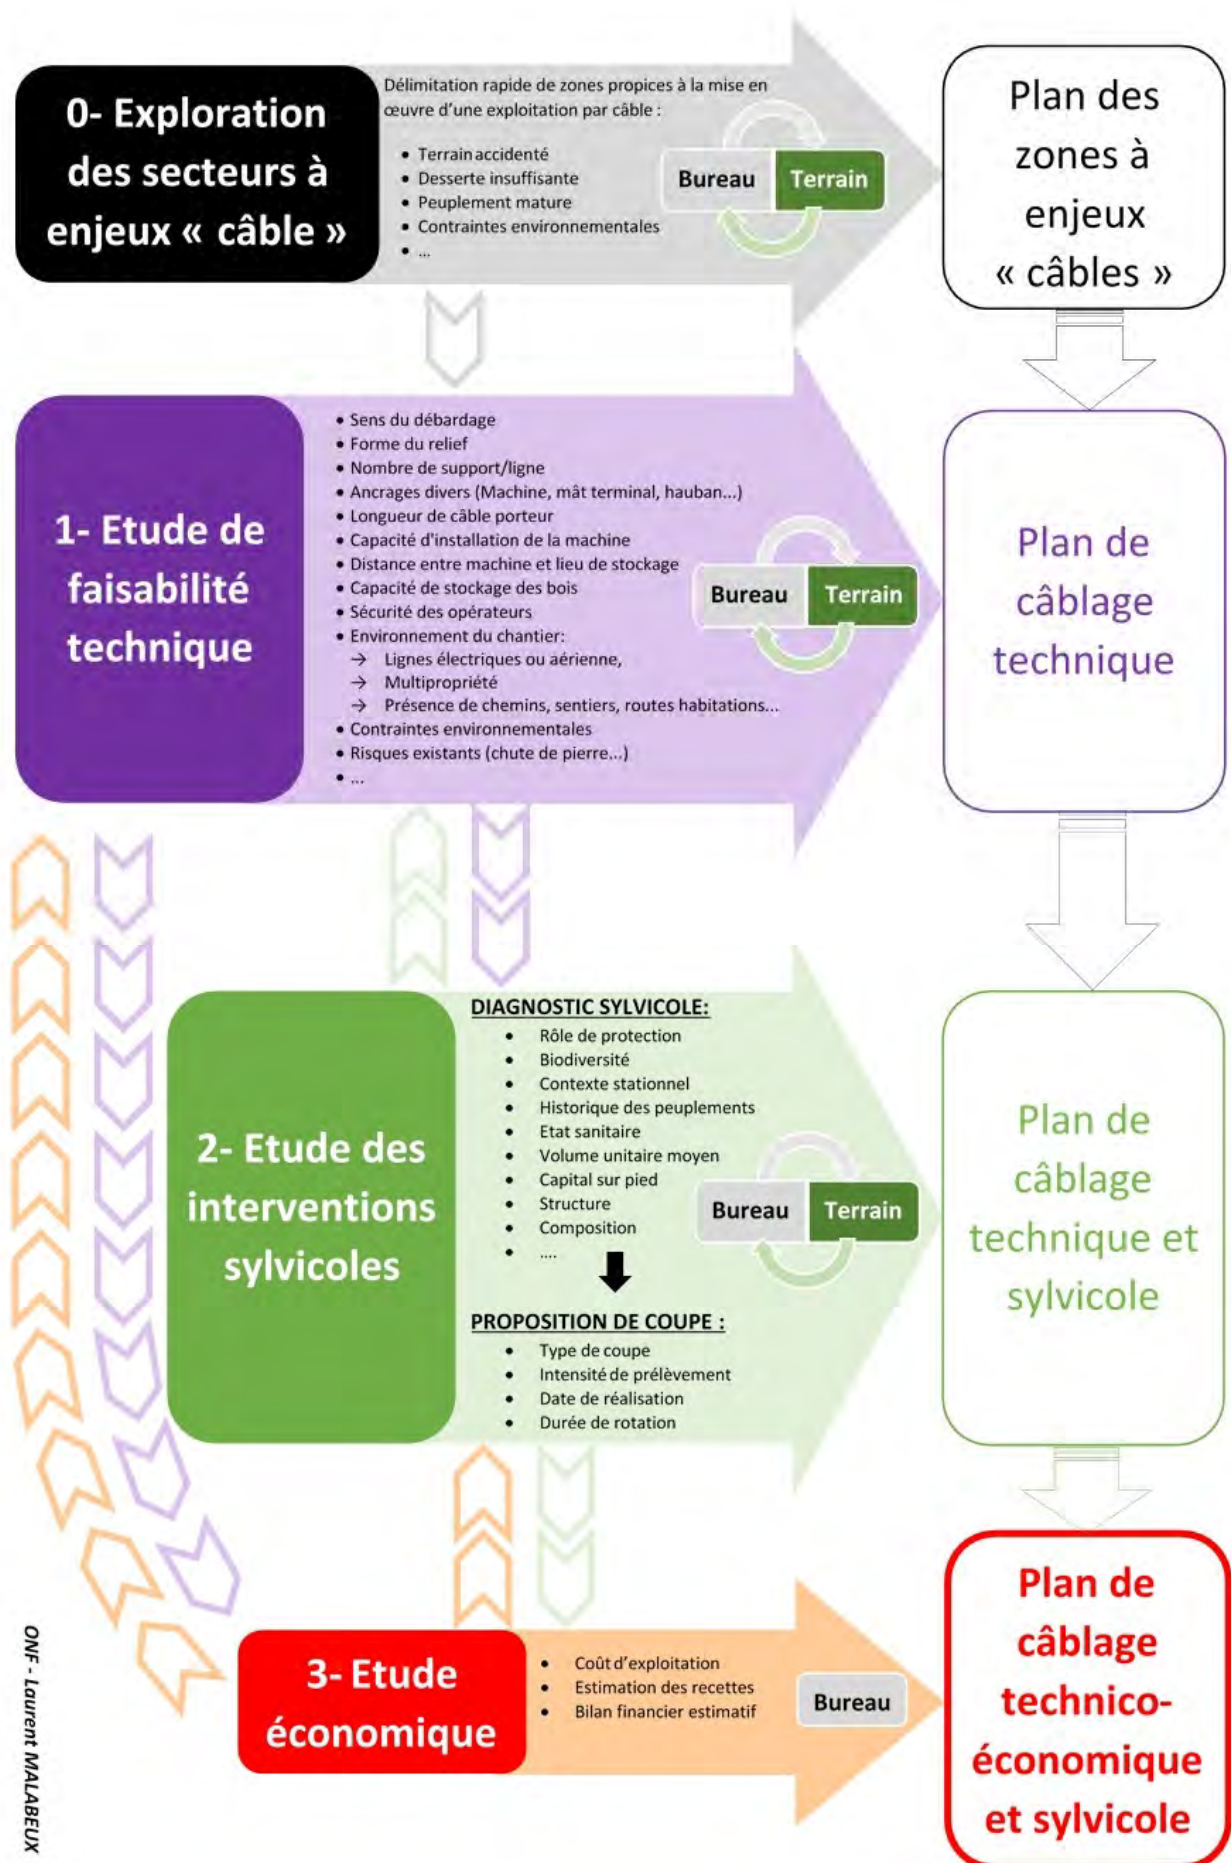 0- Exploration
des secteurs à
enjeux « câble »
Délimitation rapide de zones propices à la mise en
œuvre d'une exploitation par câble :
• Terrain accidenté
• Desserte insuffisante
• Peuplement mature
• Contraintes environnementales
• ...
Bureau
Terrain
Plan des
zones à
enjeux
« câbles »
1- Etude de
faisabilité
technique
• Sens du débardage
• Forme du relief
• Nombre de support/ligne
• Ancrages divers (Machine, mât terminal, hauban...)
• Longueur de câble porteur
• Capacité d'installation de la machine
• Distance entre machine et lieu de stockage
• Capacité de stockage des bois
• Sécurité des opérateurs
• Environnement du chantier:
→ Lignes électriques ou aérienne,
→ Multipropriété
→ Présence de chemins, sentiers, routes habitations...
• Contraintes environnementales
• Risques existants (chute de pierre...)
• ...
Bureau
Terrain
Plan de
câblage
technique
2- Etude des
interventions
sylvicoles
DIAGNOSTIC SYLVICOLE:
• Rôle de protection
• Biodiversité
• Contexte stationnel
• Historique des peuplements
• Etat sanitaire
• Volume unitaire moyen
• Capital sur pied
• Structure
• Composition
• ....
PROPOSITION DE COUPE :
• Type de coupe
• Intensité de prélèvement
• Date de réalisation
• Durée de rotation
Bureau
Terrain
Plan de
câblage
technique et
sylvicole
3- Etude
économique
• Coût d'exploitation
• Estimation des recettes
• Bilan financier estimatif
Bureau
Plan de
câblage
technico-
économique
et sylvicole
ONF - Laurent MALABEUX